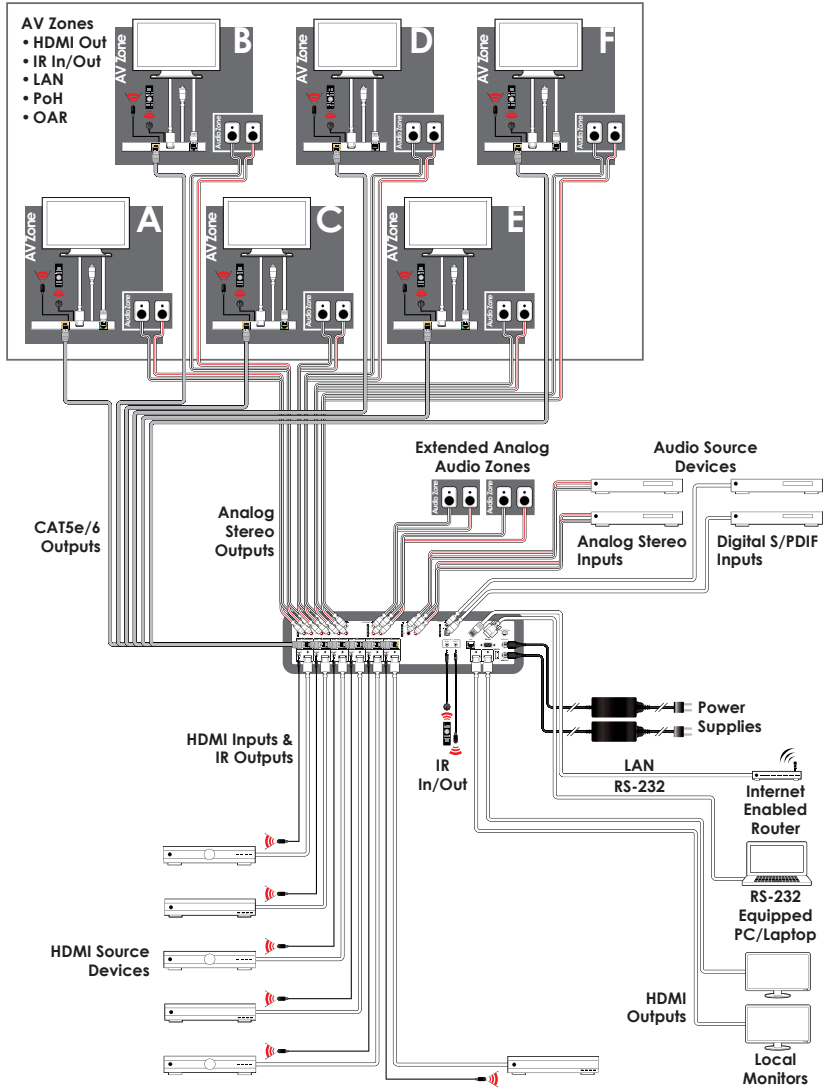 AV Zones
• HDMI Out
• IR In/Out
• LAN
• PoH
• OAR
AV Zone
B
Audio Zone
AV Zone
D
Audio Zone
AV Zone
F
Audio Zone
AV Zone
A
Audio Zone
AV Zone
C
Audio Zone
AV Zone
E
Audio Zone
Extended Analog
Audio Zones
Audio Zone
Audio Zone
Audio Source
Devices
CAT5e/6
Outputs
Analog
Stereo
Outputs
Analog Stereo
Inputs
Digital S/PDIF
Inputs
Power
Supplies
HDMI Inputs &
IR Outputs
IR
In/Out
LAN
RS-232
Internet
Enabled
Router
RS-232
Equipped
PC/Laptop
HDMI Source
Devices
HDMI
Outputs
Local
Monitors